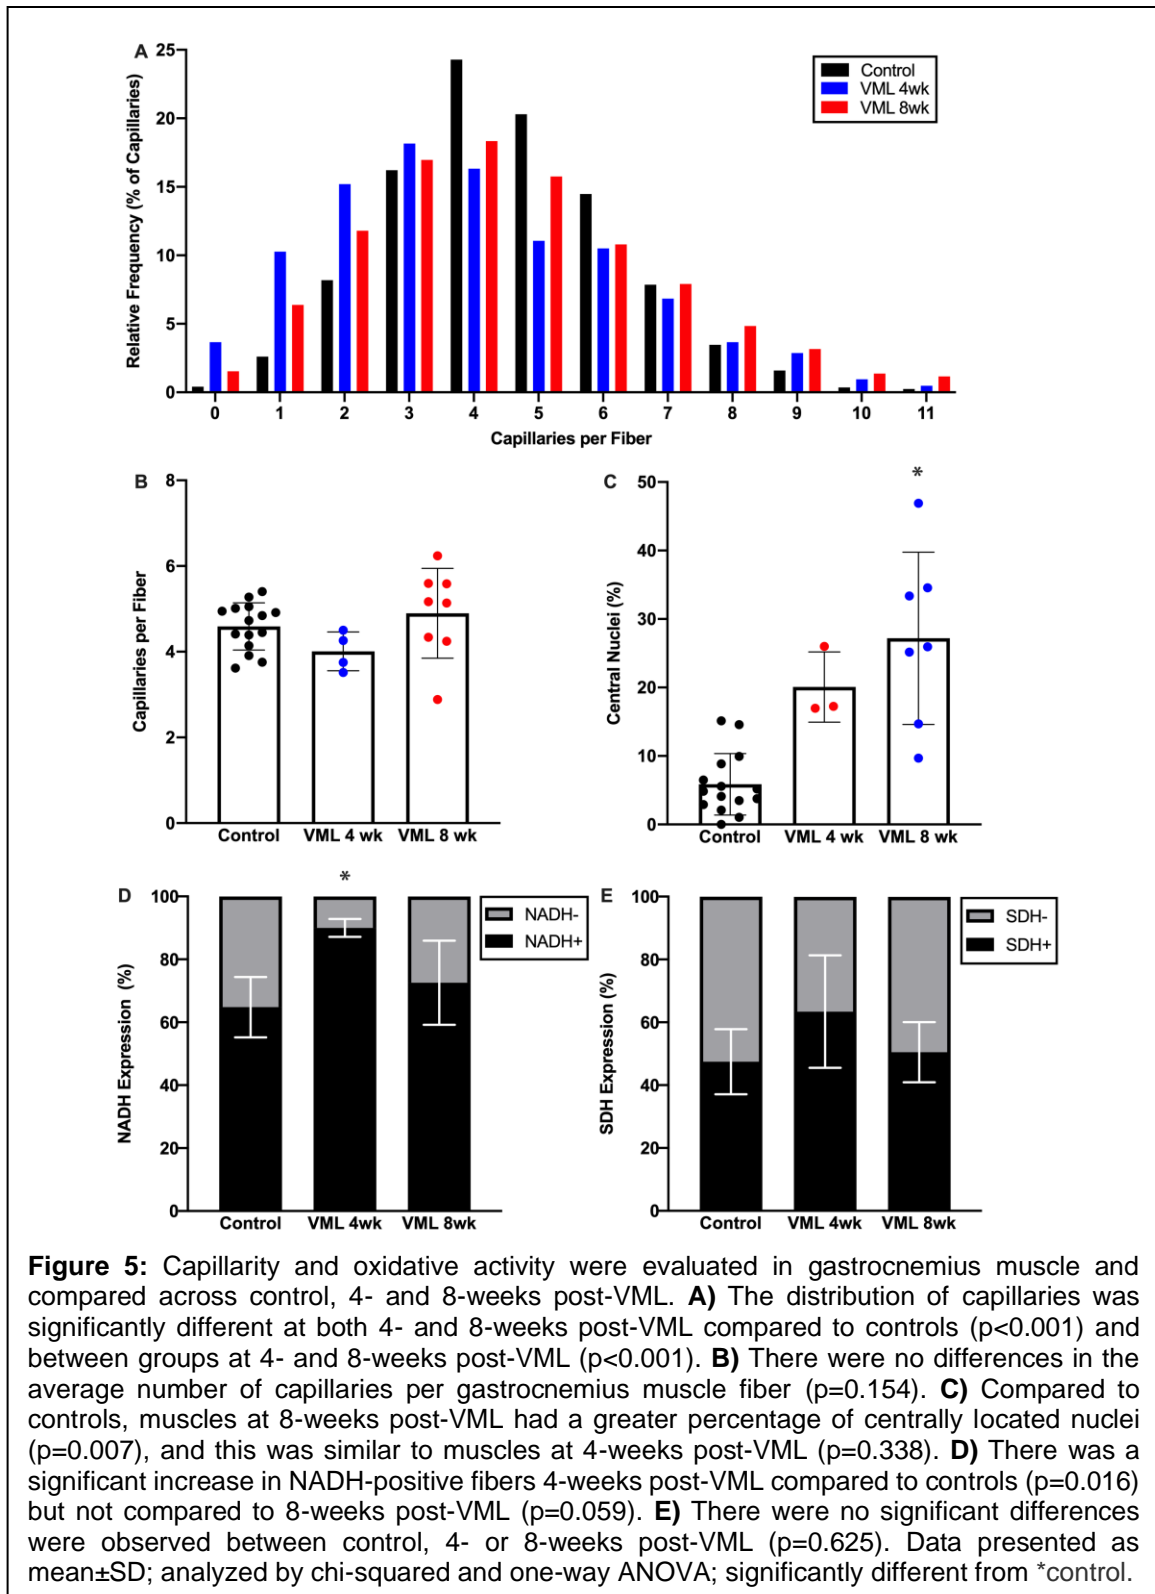 A
25
20
15
10
5
0
Relative Frequency (% of Capillaries)
Control
VML 4wk
VML 8wk
0 1 2 3 4 5 6 7 8 9 10 11
Capillaries per Fiber
B
8
6
4
2
0
Capillaries per Fiber
Control VML 4 wk VML 8 wk
C
*
50
40
30
20
10
0
Central Nuclei (%)
Control VML 4 wk VML 8 wk
D
*
100
80
60
40
20
0
NADH Expression (%)
NADH-
NADH+
Control VML 4wk VML 8wk
E
100
80
60
40
20
0
SDH Expression (%)
SDH-
SDH+
Control VML 4wk VML 8wk
Figure 5: Capillarity and oxidative activity were evaluated in gastrocnemius muscle and
compared across control, 4- and 8-weeks post-VML. A) The distribution of capillaries was
significantly different at both 4- and 8-weeks post-VML compared to controls (p<0.001) and
between groups at 4- and 8-weeks post-VML (p<0.001). B) There were no differences in the
average number of capillaries per gastrocnemius muscle fiber (p=0.154). C) Compared to
controls, muscles at 8-weeks post-VML had a greater percentage of centrally located nuclei
(p=0.007), and this was similar to muscles at 4-weeks post-VML (p=0.338). D) There was a
significant increase in NADH-positive fibers 4-weeks post-VML compared to controls (p=0.016)
but not compared to 8-weeks post-VML (p=0.059). E) There were no significant differences
were observed between control, 4- or 8-weeks post-VML (p=0.625). Data presented as
mean±SD; analyzed by chi-squared and one-way ANOVA; significantly different from *control.